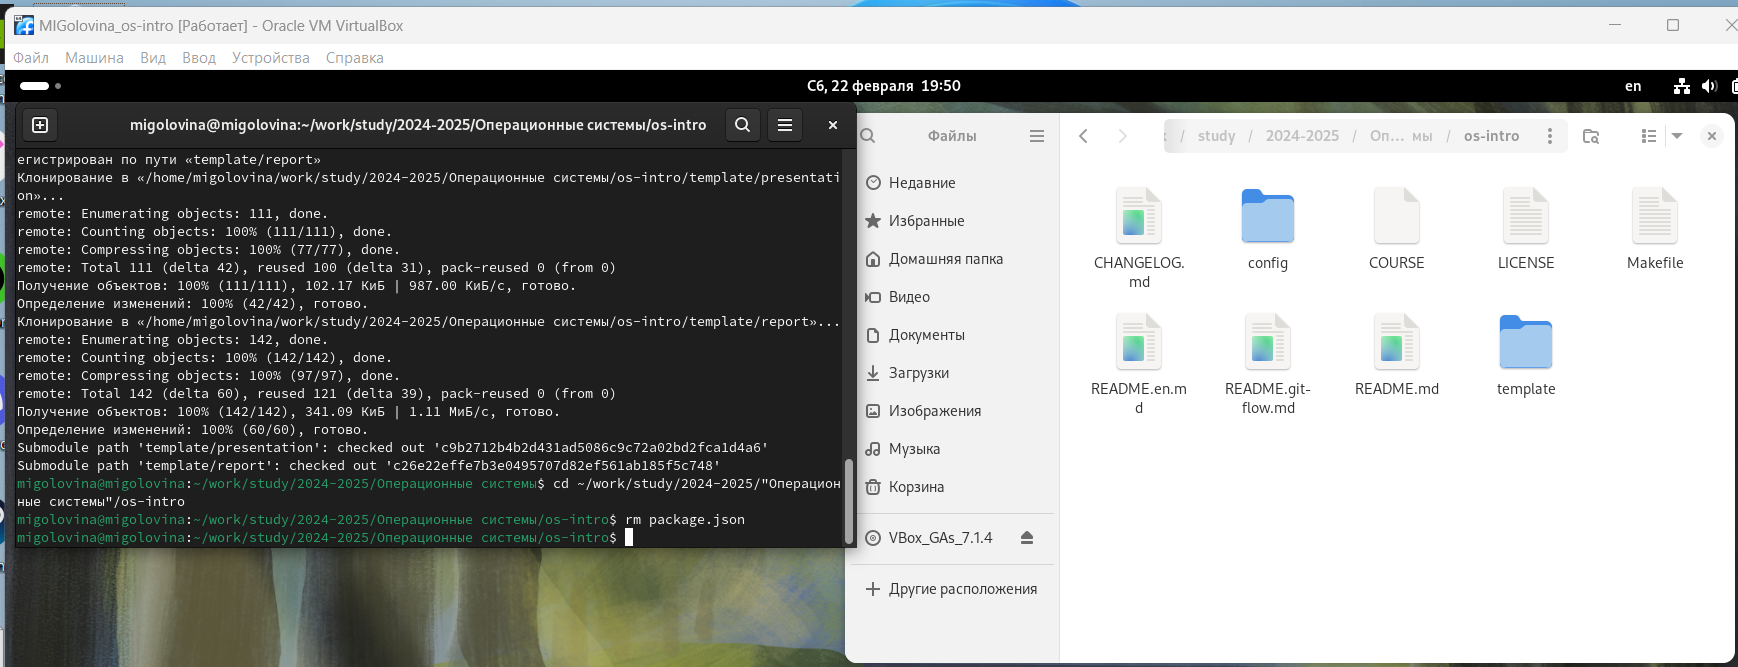 MIGolovina_os-intro [Работает] - Oracle VM VirtualBox
Файл Машина Вид Ввод Устройства Справка
Сб, 22 февраля 19:50
en
migolovina@migolovina:~/work/study/2024-2025/Операционные системы/os-intro
егистрирован по пути «template/report»
Клонирование в «/home/migolovina/work/study/2024-2025/Операционные системы/os-intro/template/presentati
on»...
remote: Enumerating objects: 111, done.
remote: Counting objects: 100% (111/111), done.
remote: Compressing objects: 100% (77/77), done.
remote: Total 111 (delta 42), reused 100 (delta 31), pack-reused 0 (from 0)
Получение объектов: 100% (111/111), 102.17 КиБ | 987.00 КиБ/с, готово.
Определение изменений: 100% (42/42), готово.
Клонирование в «/home/migolovina/work/study/2024-2025/Операционные системы/os-intro/template/report»...
remote: Enumerating objects: 142, done.
remote: Counting objects: 100% (142/142), done.
remote: Compressing objects: 100% (97/97), done.
remote: Total 142 (delta 60), reused 121 (delta 39), pack-reused 0 (from 0)
Получение объектов: 100% (142/142), 341.09 КиБ | 1.11 МиБ/с, готово.
Определение изменений: 100% (60/60), готово.
Submodule path 'template/presentation': checked out 'c9b2712b4b2d431ad5086c9c72a02bd2fca1d4a6'
Submodule path 'template/report': checked out 'c26e22effe7b3e0495707d82ef561ab185f5c748'
migolovina@migolovina:~/work/study/2024-2025/Операционные системы$ cd ~/work/study/2024-2025/"Операцион
ные системы"/os-intro
migolovina@migolovina:~/work/study/2024-2025/Операционные системы/os-intro$ rm package.json
migolovina@migolovina:~/work/study/2024-2025/Операционные системы/os-intro$
Файлы
Недавние
Избранные
Домашняя папка
Видео
Документы
Загрузки
Изображения
Музыка
Корзина
VBox_GAs_7.1.4
Другие расположения
/ study / 2024-2025 / Оп... мы / os-intro
CHANGELOG.
md
config
COURSE
LICENSE
Makefile
README.en.m
d
README.git-
flow.md
README.md
template